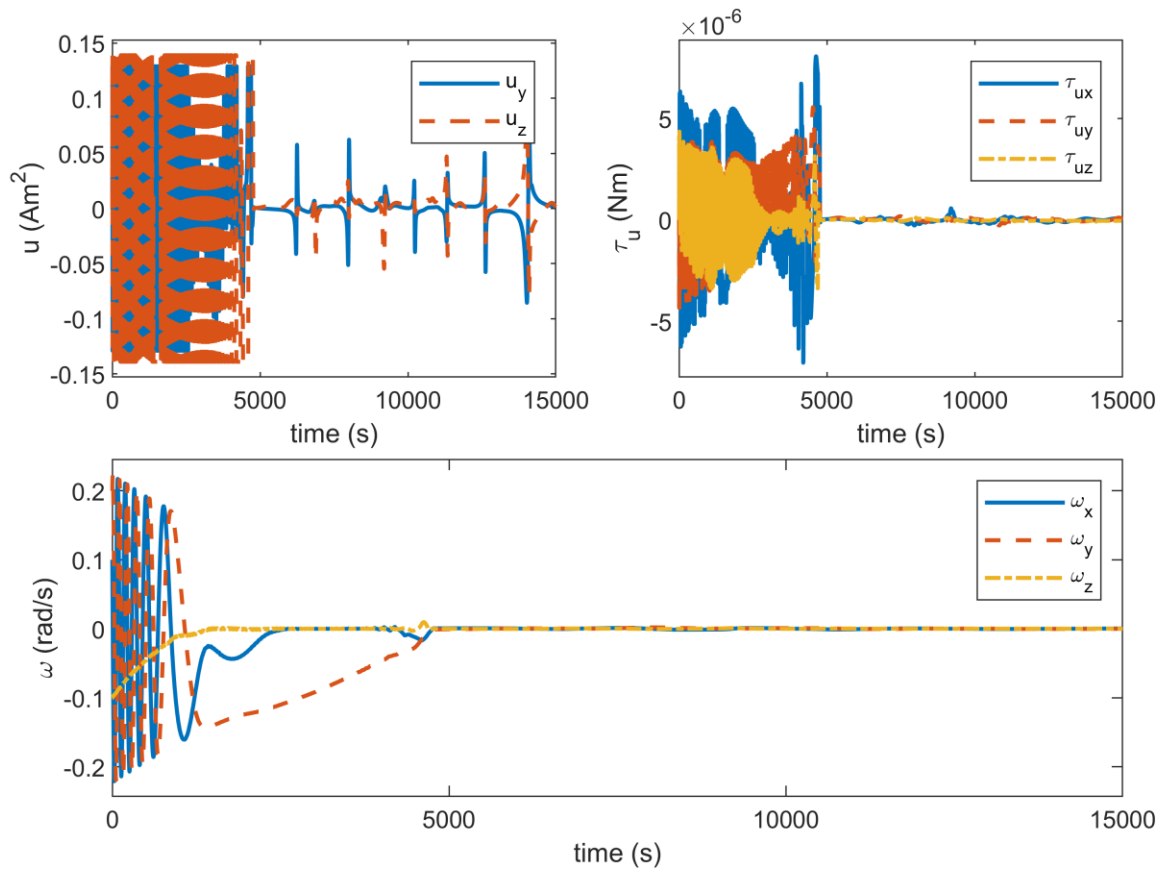 0.15
0.1
0.05
0
-0.05
-0.1
-0.15
u (Am²)
0 5000 10000 15000
time (s)
u_y
u_z
×10⁻⁶
5
0
-5
τ_u (Nm)
0 5000 10000 15000
time (s)
τ_ux
τ_uy
τ_uz
0.2
0.1
0
-0.1
-0.2
ω (rad/s)
0 5000 10000 15000
time (s)
ω_x
ω_y
ω_z